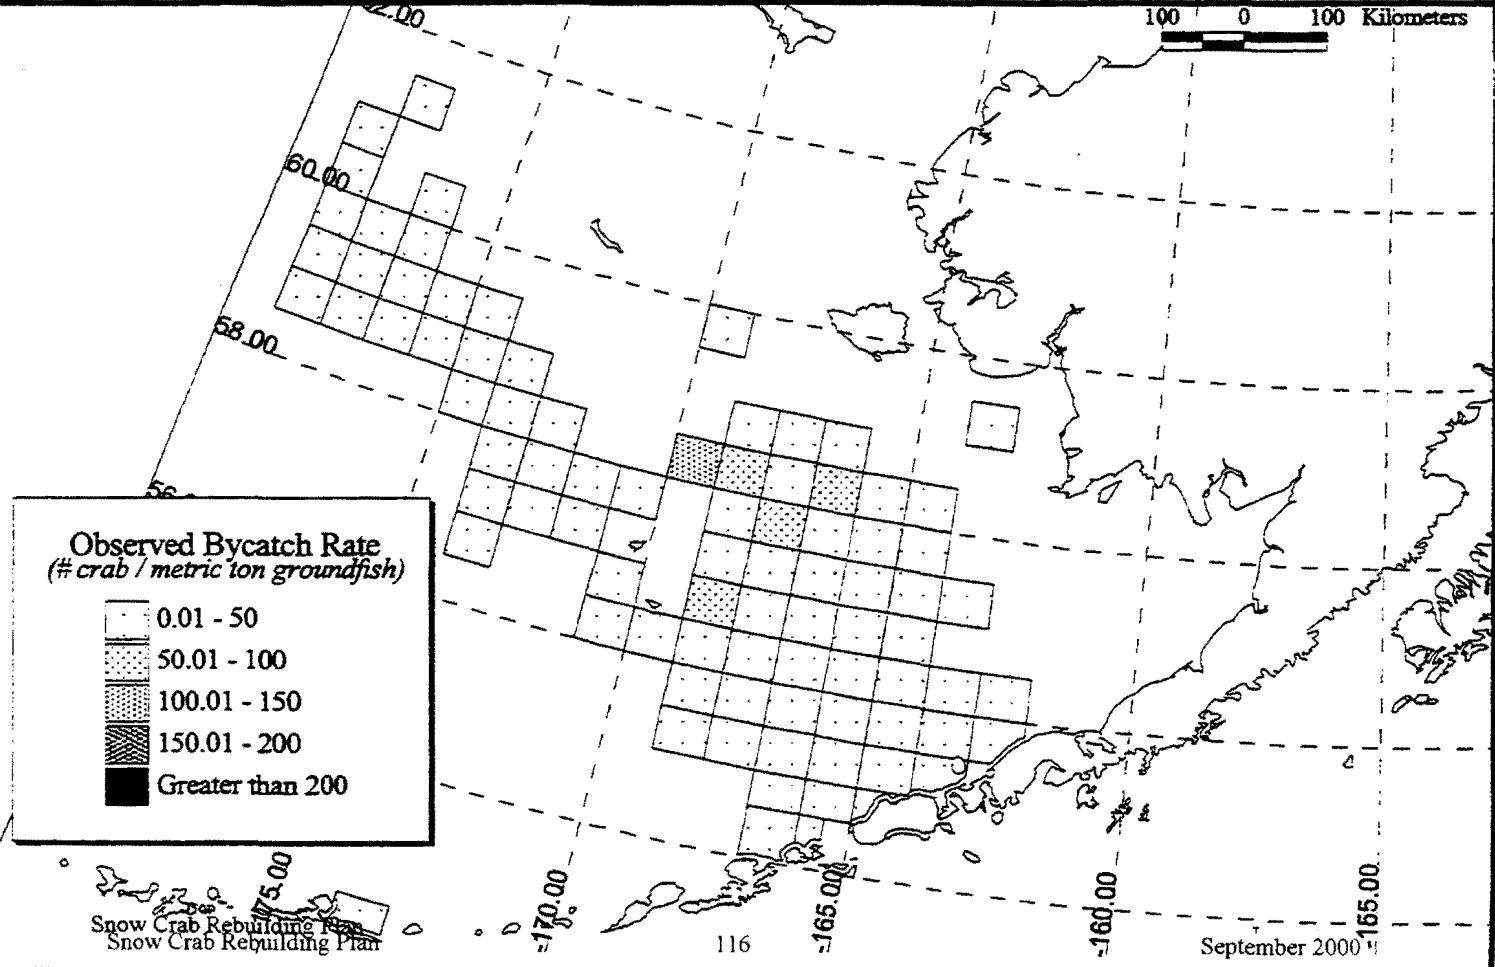 100 0 100 Kilometers
60.00
58.00
Observed Bycatch Rate
(# crab / metric ton groundfish)
0.01 - 50
50.01 - 100
100.01 - 150
150.01 - 200
Greater than 200
-170.00
-165.00
-160.00
-155.00
Snow Crab Rebuilding Plan
Snow Crab Rebuilding Plan
116
September 2000